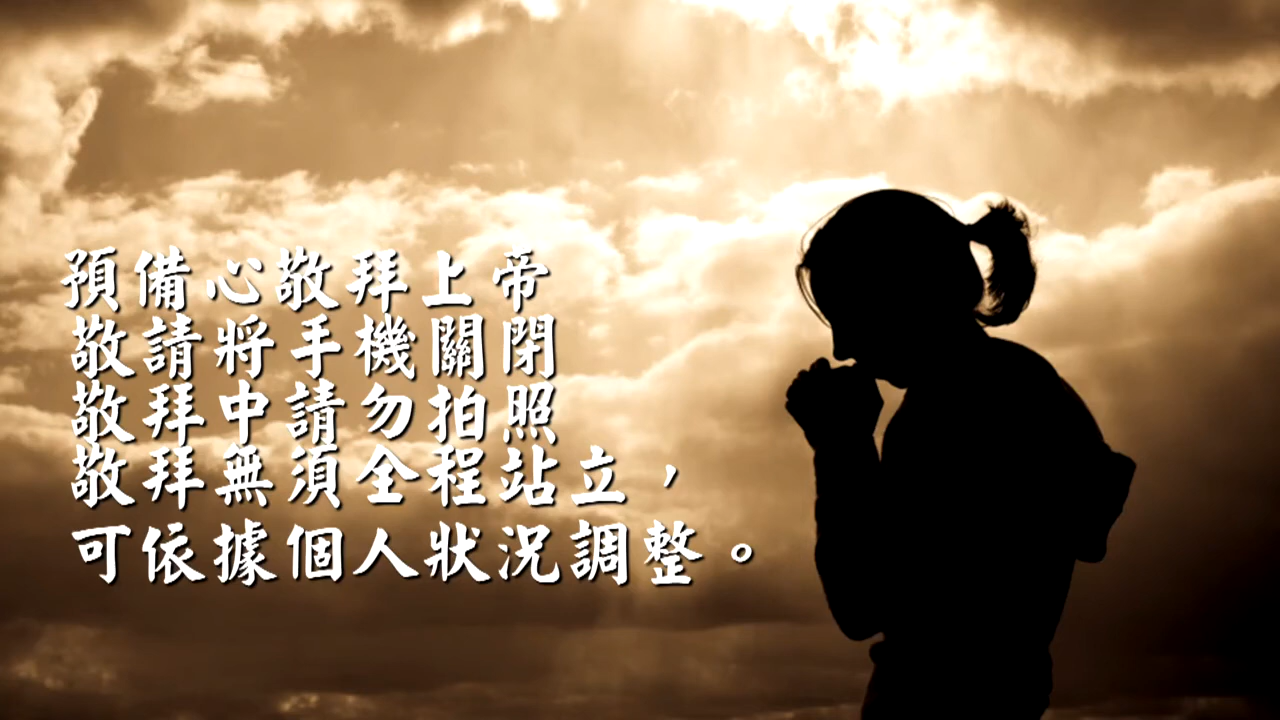 預備心敬拜上帝
敬請將手機關閉
敬拜中請勿拍照
敬拜無須全程站立，
可依據個人狀況調整。